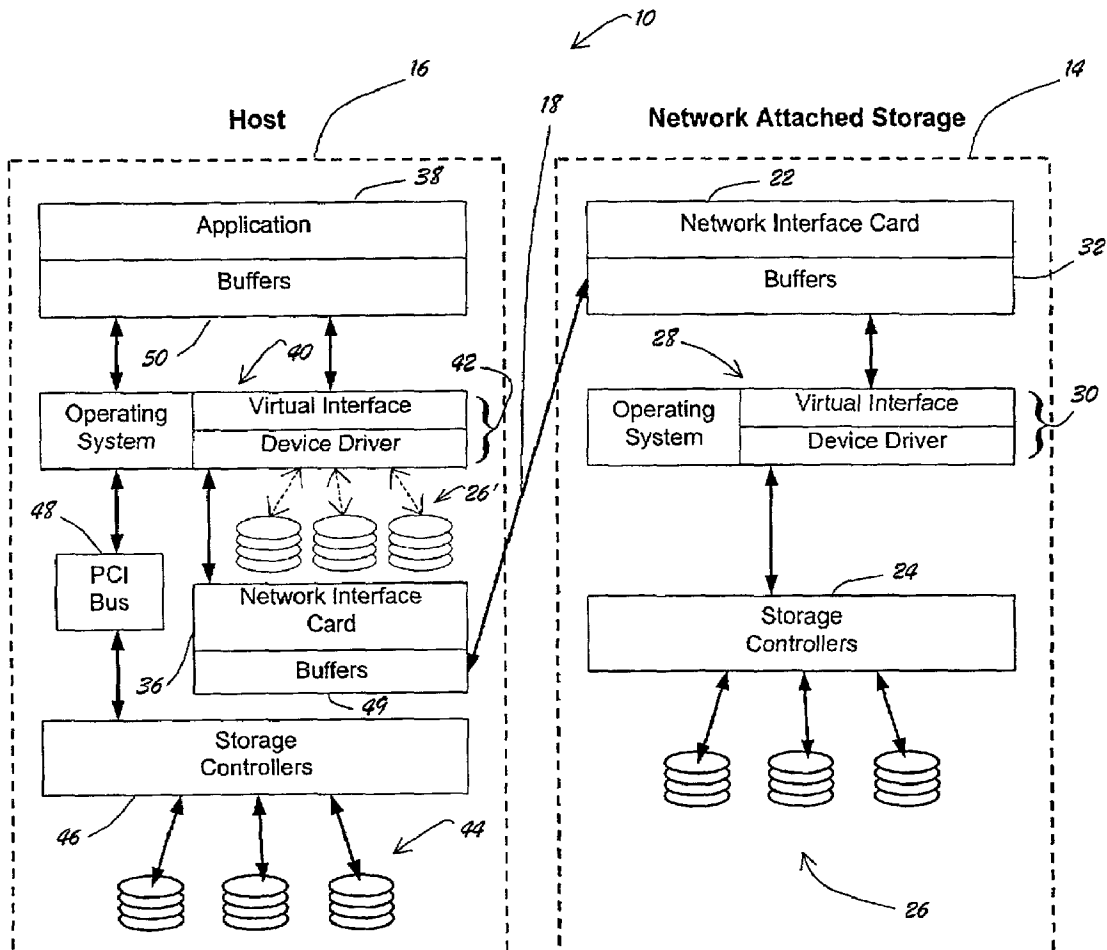 10
16
14
18
Host
Network Attached Storage
38
Application
Buffers
50
40
42
Operating
System
Virtual Interface
Device Driver
26'
48
PCI
Bus
Network Interface
Card
Buffers
36
49
Storage
Controllers
46
44
22
Network Interface Card
Buffers
32
28
Operating
System
Virtual Interface
Device Driver
30
24
Storage
Controllers
26